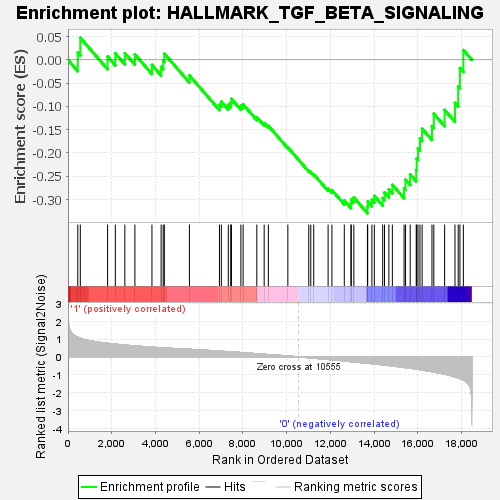 Enrichment plot: HALLMARK_TGF_BETA_SIGNALING
Enrichment score (ES)
0.05
0.00
-0.05
-0.10
-0.15
-0.20
-0.25
-0.30
'1' (positively correlated)
Ranked list metric (Signal2Noise)
3
2
1
0
-1
-2
-3
-4
Zero cross at 10555
'0' (negatively correlated)
0 2,000 4,000 6,000 8,000 10,000 12,000 14,000 16,000 18,000
Rank in Ordered Dataset
Enrichment profile Hits Ranking metric scores